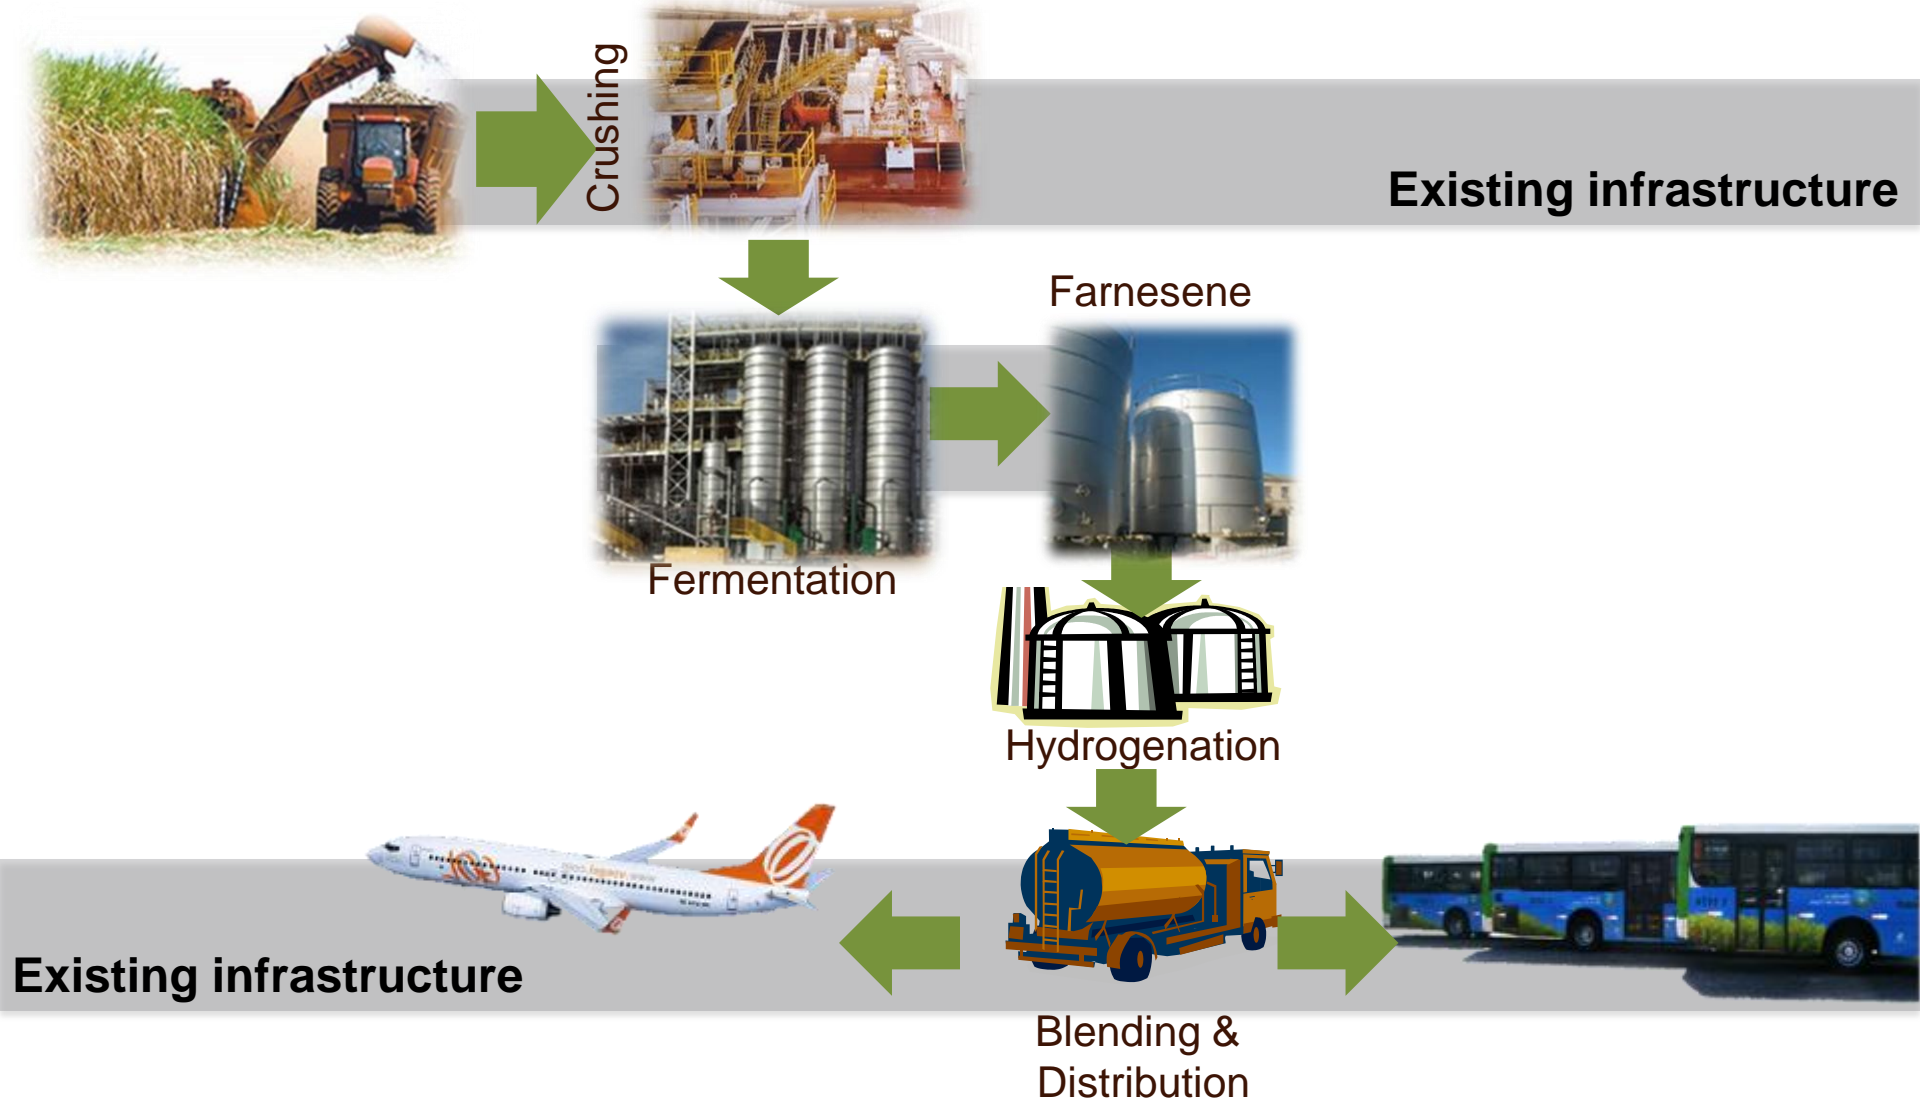 Crushing
Existing infrastructure
Farnesene
Fermentation
Hydrogenation
Existing infrastructure
Blending &
Distribution